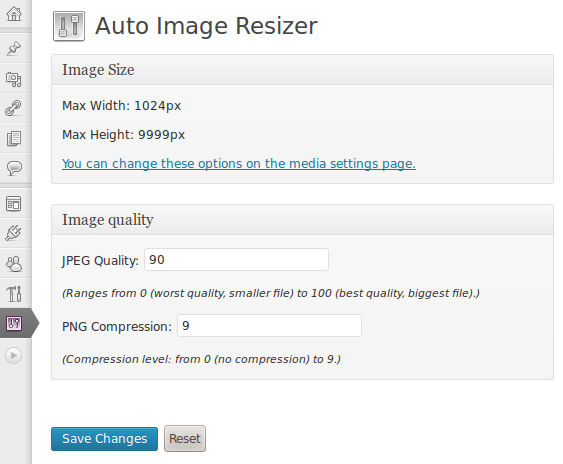 Auto Image Resizer
Image Size
Max Width: 1024px
Max Height: 9999px
You can change these options on the media settings page.
Image quality
JPEG Quality: 90
(Ranges from 0 (worst quality, smaller file) to 100 (best quality, biggest file).)
PNG Compression: 9
(Compression level: from 0 (no compression) to 9.)
Save Changes Reset